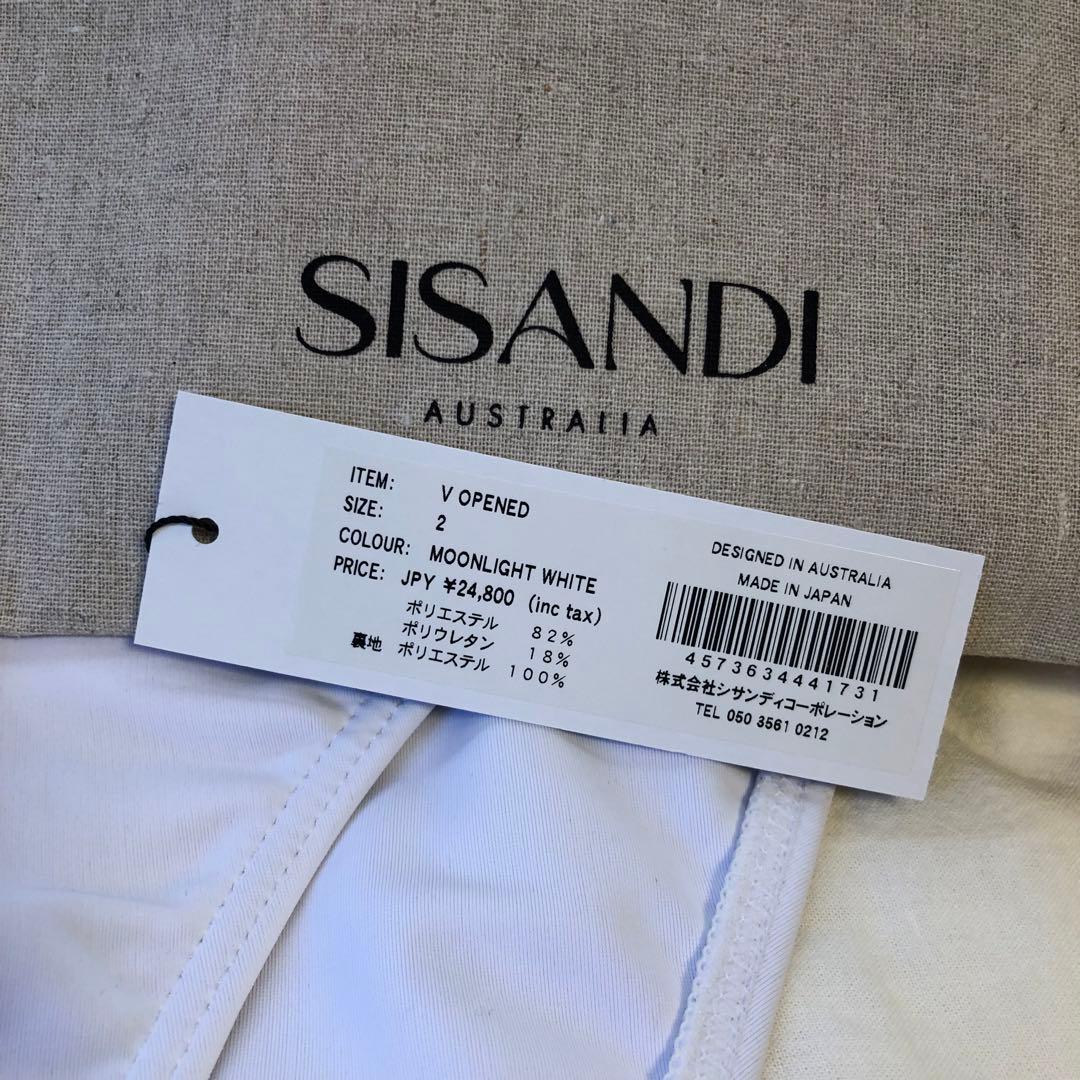 SISANDI
AUSTRALIA
ITEM: V OPENED
SIZE: 2
COLOUR: MOONLIGHT WHITE
PRICE: JPY ¥24,800 (inc tax)
ポリエステル 82%
ポリウレタン 18%
裏地 ポリエステル 100%
DESIGNED IN AUSTRALIA
MADE IN JAPAN
4573634441731
株式会社シサンディコーポレーション
TEL 050 3561 0212